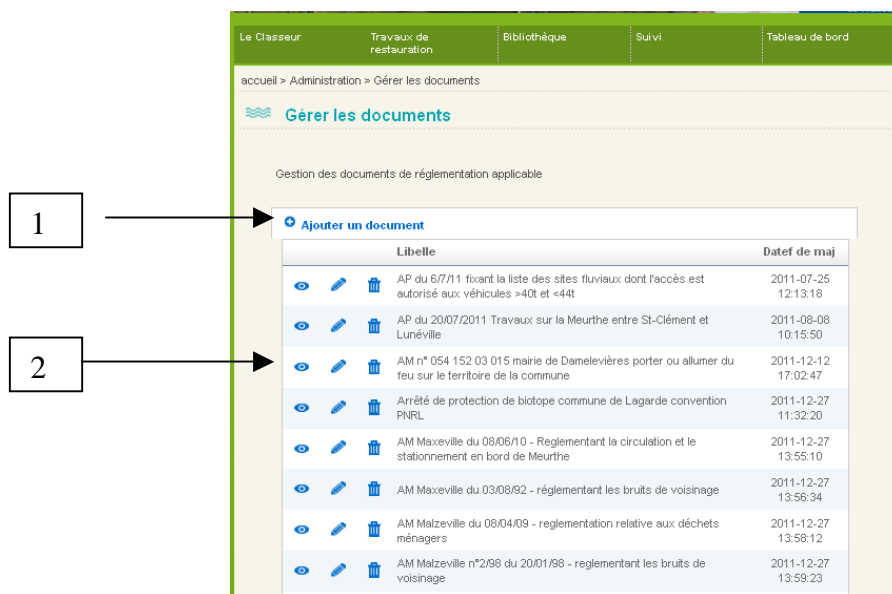 Le Classeur Travaux de restauration Bibliothèque Suivi Tableau de bord
accueil > Administration > Gérer les documents
Gérer les documents
Gestion des documents de réglementation applicable
1
Ajouter un document
Libelle Datef de maj
AP du 6/7/11 fixant la liste des sites fluviaux dont l'accès est 2011-07-25
autorisé aux véhicules >40t et <44t 12:13:18
AP du 20/07/2011 Travaux sur la Meurthe entre St-Clément et 2011-08-08
Lunéville 10:15:50
2
AM n° 054 152 03 015 mairie de Damelevières porter ou allumer du 2011-12-12
feu sur le territoire de la commune 17:02:47
Arrêté de protection de biotope commune de Lagarde convention 2011-12-27
PNRL 11:32:20
AM Maxeville du 08/06/10 - Reglementant la circulation et le 2011-12-27
stationnement en bord de Meurthe 13:55:10
AM Maxeville du 03/08/92 - réglementant les bruits de voisinage 2011-12-27
13:56:34
AM Malzeville du 08/04/09 - reglementation relative aux déchets 2011-12-27
ménagers 13:58:12
AM Malzeville n°2/98 du 20/01/98 - reglementant les bruits de 2011-12-27
voisinage 13:59:23